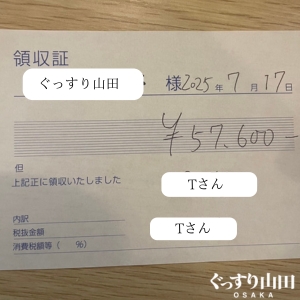 領収証
ぐっすり山田 様 2025年7月17日
¥57,600-
但
上記正に領収いたしました
Tさん
内訳
税抜金額
消費税額等( %)
Tさん
ぐっすり山田
OSAKA